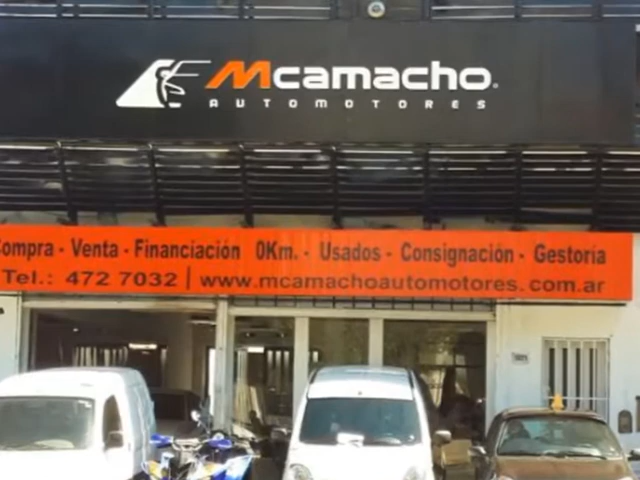 Mcamacho
AUTOMOTORES
Compra - Venta - Financiación 0Km. - Usados - Consignación - Gestoría
Tel.: 472 7032 | www.mcamachoautomotores.com.ar